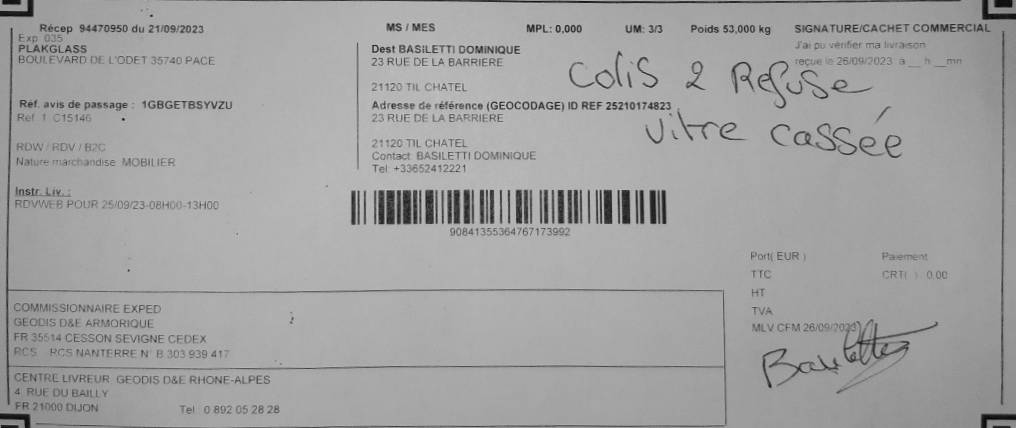 Récep 94470950 du 21/09/2023
MS / MES MPL: 0,000 UM: 3/3 Poids 53,000 kg
SIGNATURE/CACHET COMMERCIAL
Exp 035
PLAKGLASS
BOULEVARD DE L'ODET 35740 PACE
Dest BASILETTI DOMINIQUE
23 RUE DE LA BARRIERE
21120 TIL CHATEL
J'ai pu vérifier ma livraison
reçue le 26/09/2023 a __ h __mn
Colis 2 Refuse
vitre cassée
Réf. avis de passage : 1GBGETBSYVZU
Ref 1 C15146
Adresse de référence (GEOCODAGE) ID REF 25210174823
23 RUE DE LA BARRIERE
21120 TIL CHATEL
Contact BASILETTI DOMINIQUE
Tel: +33652412221
RDW / RDV / B2C
Nature marchandise MOBILIER
Instr. Liv. :
RDVWEB POUR 25/09/23-08H00-13H00
90841355364767173992
Port( EUR ) Paiement
TTC CRT( ) 0.00
HT
TVA
MLV CFM 26/09/2023
Basiletti
COMMISSIONNAIRE EXPED
GEODIS D&E ARMORIQUE
FR 35514 CESSON SEVIGNE CEDEX
RCS RCS NANTERRE N° B 303 939 417
CENTRE LIVREUR GEODIS D&E RHONE-ALPES
4, RUE DU BAILLY
FR 21000 DIJON Tel : 0 892 05 28 28